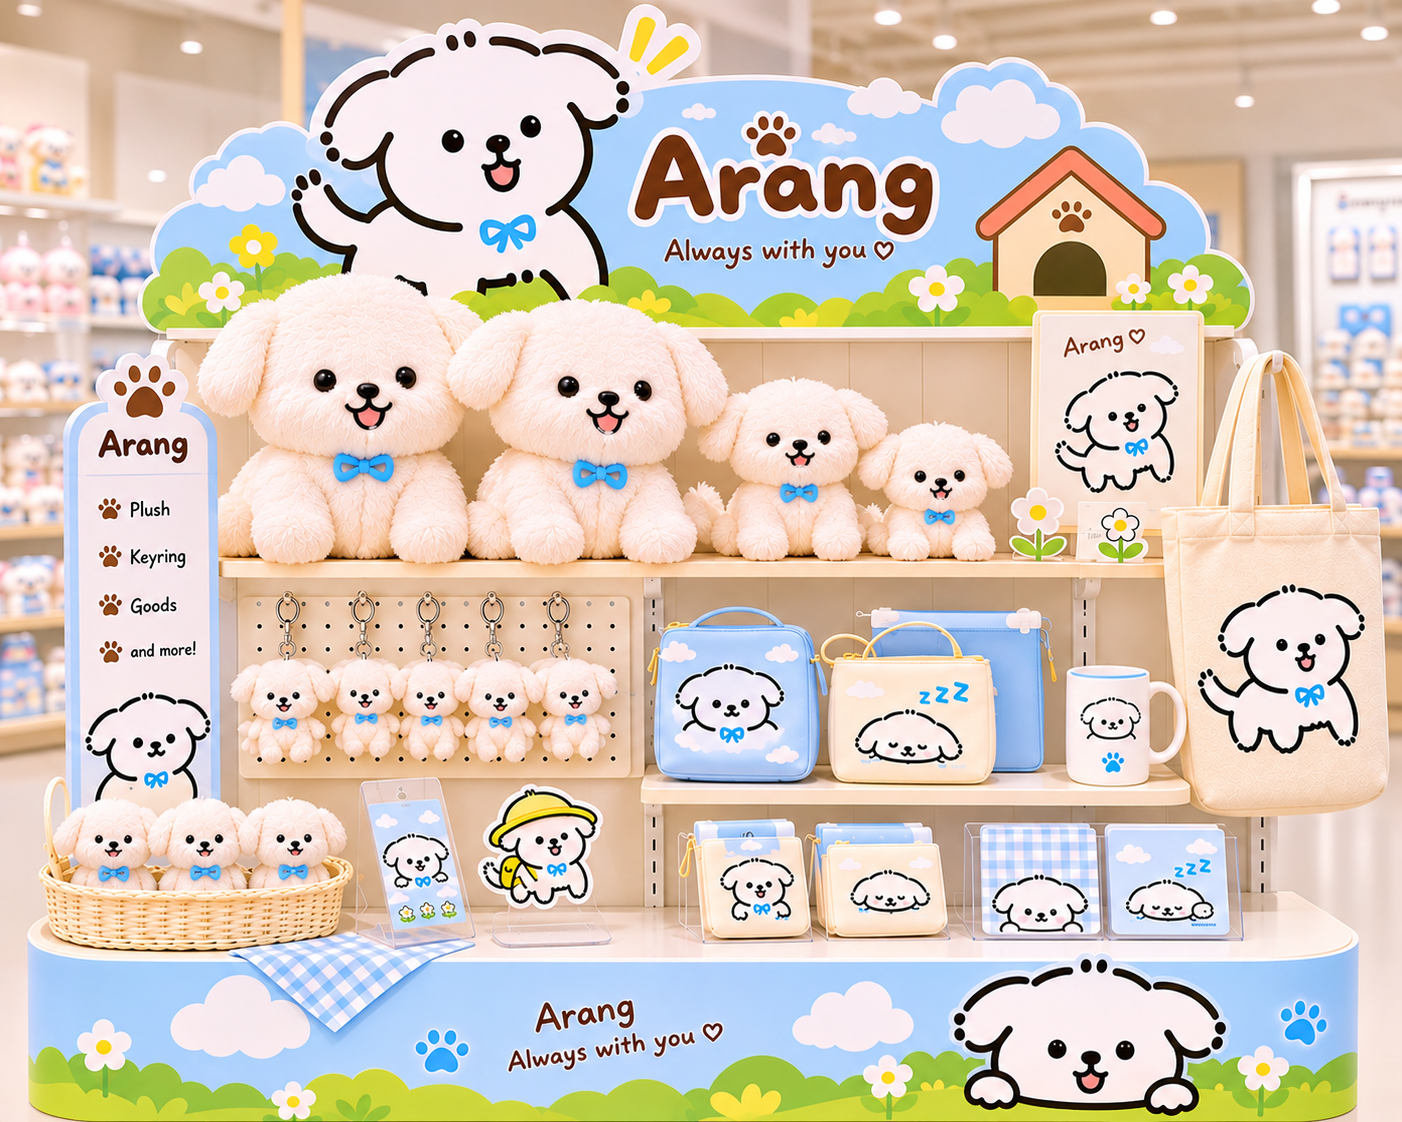 Arang
Always with you ♡
Arang ♡
Arang
Plush
Keyring
Goods
and more!
zzZ
zzZ
Arang
Always with you ♡